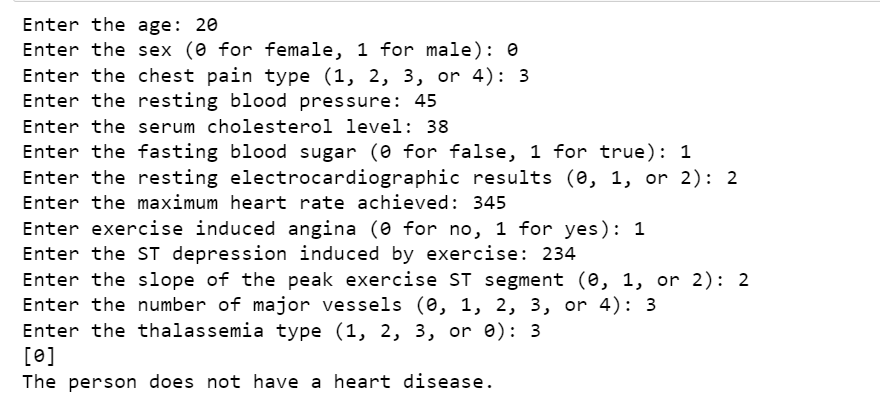 Enter the age: 20
Enter the sex (0 for female, 1 for male): 0
Enter the chest pain type (1, 2, 3, or 4): 3
Enter the resting blood pressure: 45
Enter the serum cholesterol level: 38
Enter the fasting blood sugar (0 for false, 1 for true): 1
Enter the resting electrocardiographic results (0, 1, or 2): 2
Enter the maximum heart rate achieved: 345
Enter exercise induced angina (0 for no, 1 for yes): 1
Enter the ST depression induced by exercise: 234
Enter the slope of the peak exercise ST segment (0, 1, or 2): 2
Enter the number of major vessels (0, 1, 2, 3, or 4): 3
Enter the thalassemia type (1, 2, 3, or 0): 3
[0]
The person does not have a heart disease.